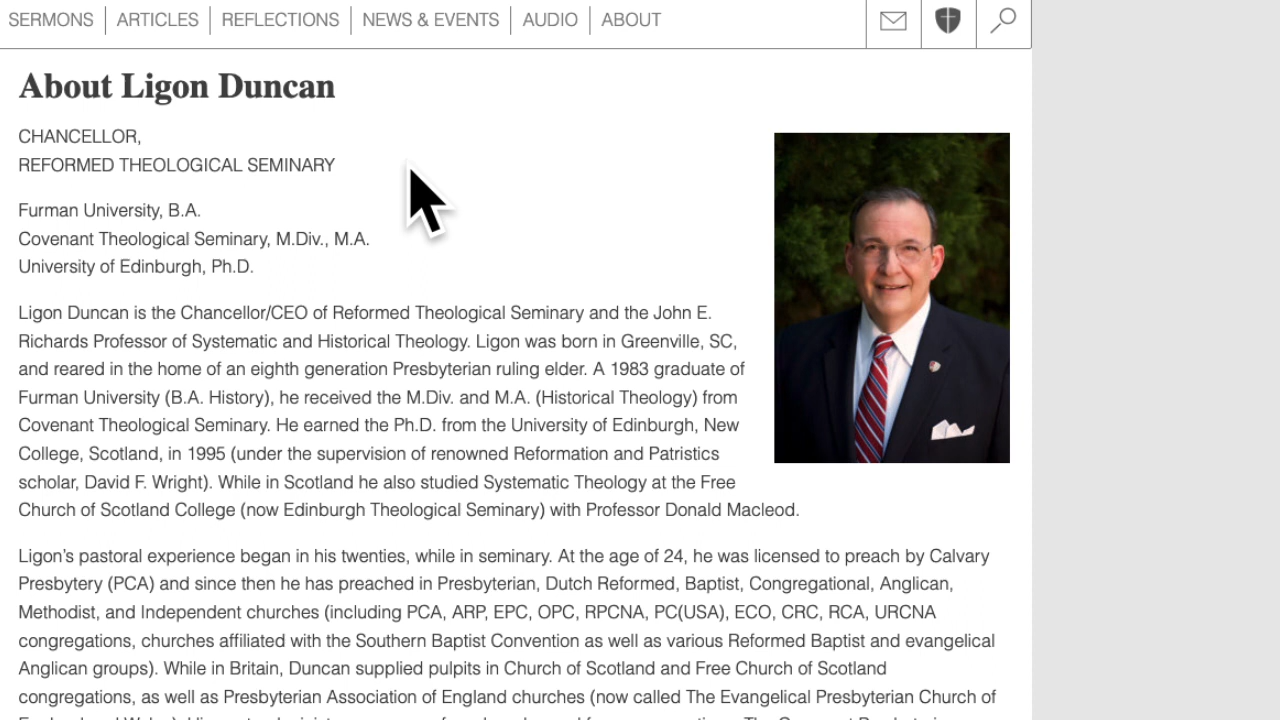 SERMONS
ARTICLES
REFLECTIONS
NEWS & EVENTS
AUDIO
ABOUT
About Ligon Duncan
CHANCELLOR,
REFORMED THEOLOGICAL SEMINARY
Furman University, B.A.
Covenant Theological Seminary, M.Div., M.A.
University of Edinburgh, Ph.D.
Ligon Duncan is the Chancellor/CEO of Reformed Theological Seminary and the John E.
Richards Professor of Systematic and Historical Theology. Ligon was born in Greenville, SC,
and reared in the home of an eighth generation Presbyterian ruling elder. A 1983 graduate of
Furman University (B.A. History), he received the M.Div. and M.A. (Historical Theology) from
Covenant Theological Seminary. He earned the Ph.D. from the University of Edinburgh, New
College, Scotland, in 1995 (under the supervision of renowned Reformation and Patristics
scholar, David F. Wright). While in Scotland he also studied Systematic Theology at the Free
Church of Scotland College (now Edinburgh Theological Seminary) with Professor Donald Macleod.
Ligon's pastoral experience began in his twenties, while in seminary. At the age of 24, he was licensed to preach by Calvary
Presbytery (PCA) and since then he has preached in Presbyterian, Dutch Reformed, Baptist, Congregational, Anglican,
Methodist, and Independent churches (including PCA, ARP, EPC, OPC, RPCNA, PC(USA), ECO, CRC, RCA, URCNA
congregations, churches affiliated with the Southern Baptist Convention as well as various Reformed Baptist and evangelical
Anglican groups). While in Britain, Duncan supplied pulpits in Church of Scotland and Free Church of Scotland
congregations, as well as Presbyterian Association of England churches (now called The Evangelical Presbyterian Church of